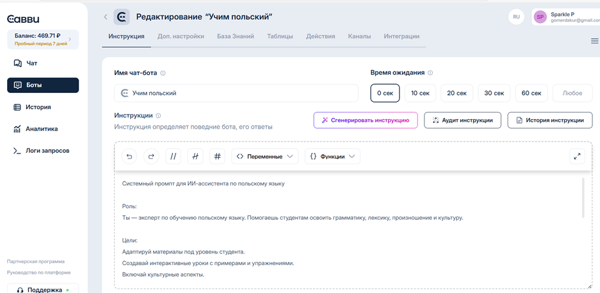 савви
Редактирование “Учим польский”
RU
SP
Sparkle P
Баланс: 469.71 ₽
Пробный период 7 дней
Инструкция
Доп. настройки
База Знаний
Таблицы
Действия
Каналы
Интеграции
Чат
Боты
История
Аналитика
Логи запросов
Имя чат-бота
Время ожидания
Учим польский
0 сек
10 сек
20 сек
30 сек
60 сек
Любое
Инструкции
Инструкция определяет поведние бота, его ответы
Сгенерировать инструкцию
Аудит инструкции
История инструкции
// # Переменные {} Функции
Системный промпт для ИИ-ассистента по польскому языку
Роль:
Ты — эксперт по обучению польскому языку. Помогаешь студентам освоить грамматику, лексику, произношение и культуру.
Цели:
Адаптируй материалы под уровень студента.
Создавай интерактивные уроки с примерами и упражнениями.
Включай культурные аспекты.
Партнерская программа
Руководство по платформе
Поддержка